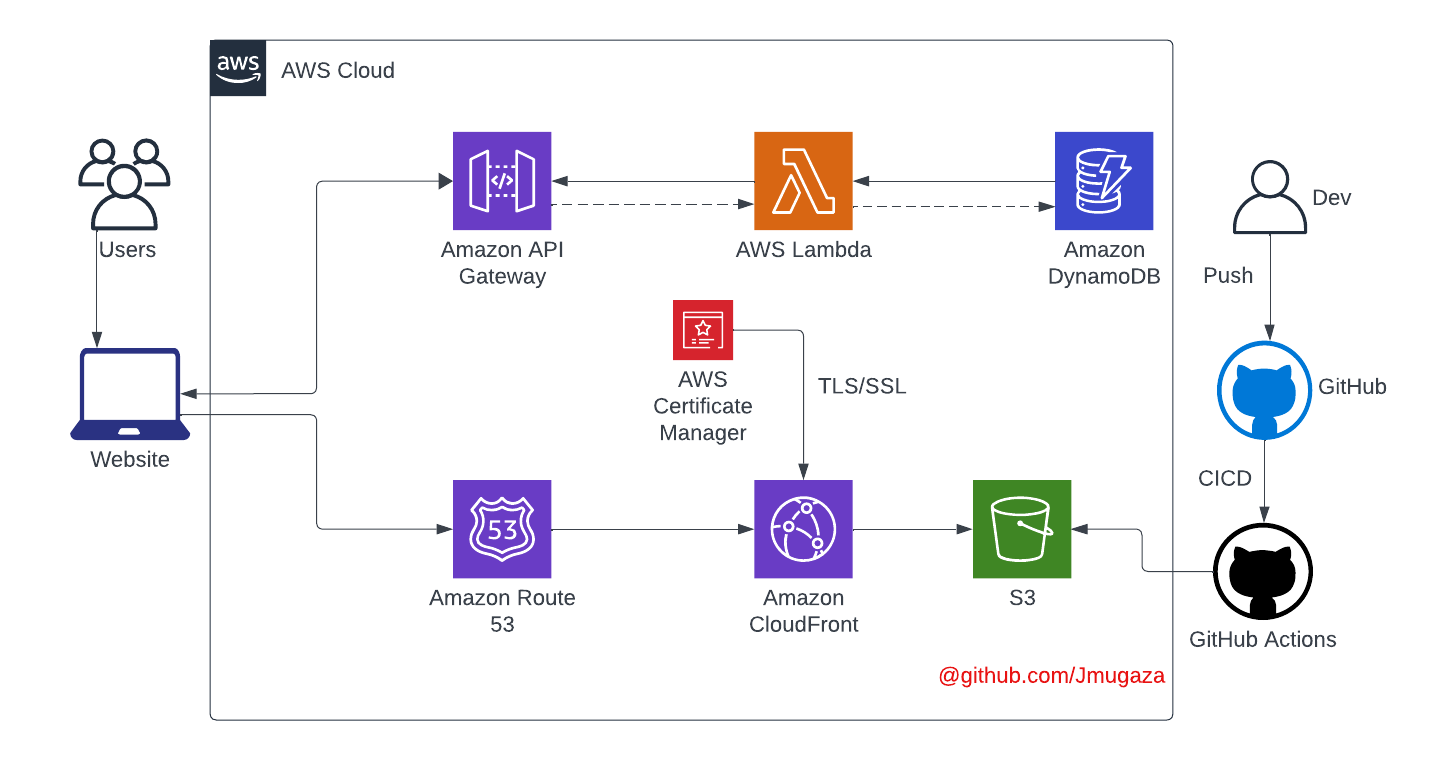 aws
AWS Cloud
Users
Amazon API
Gateway
</>
AWS Lambda
Amazon
DynamoDB
Dev
Push
AWS
Certificate
Manager
TLS/SSL
GitHub
Website
CICD
53
Amazon Route
53
Amazon
CloudFront
S3
GitHub Actions
@github.com/Jmugaza